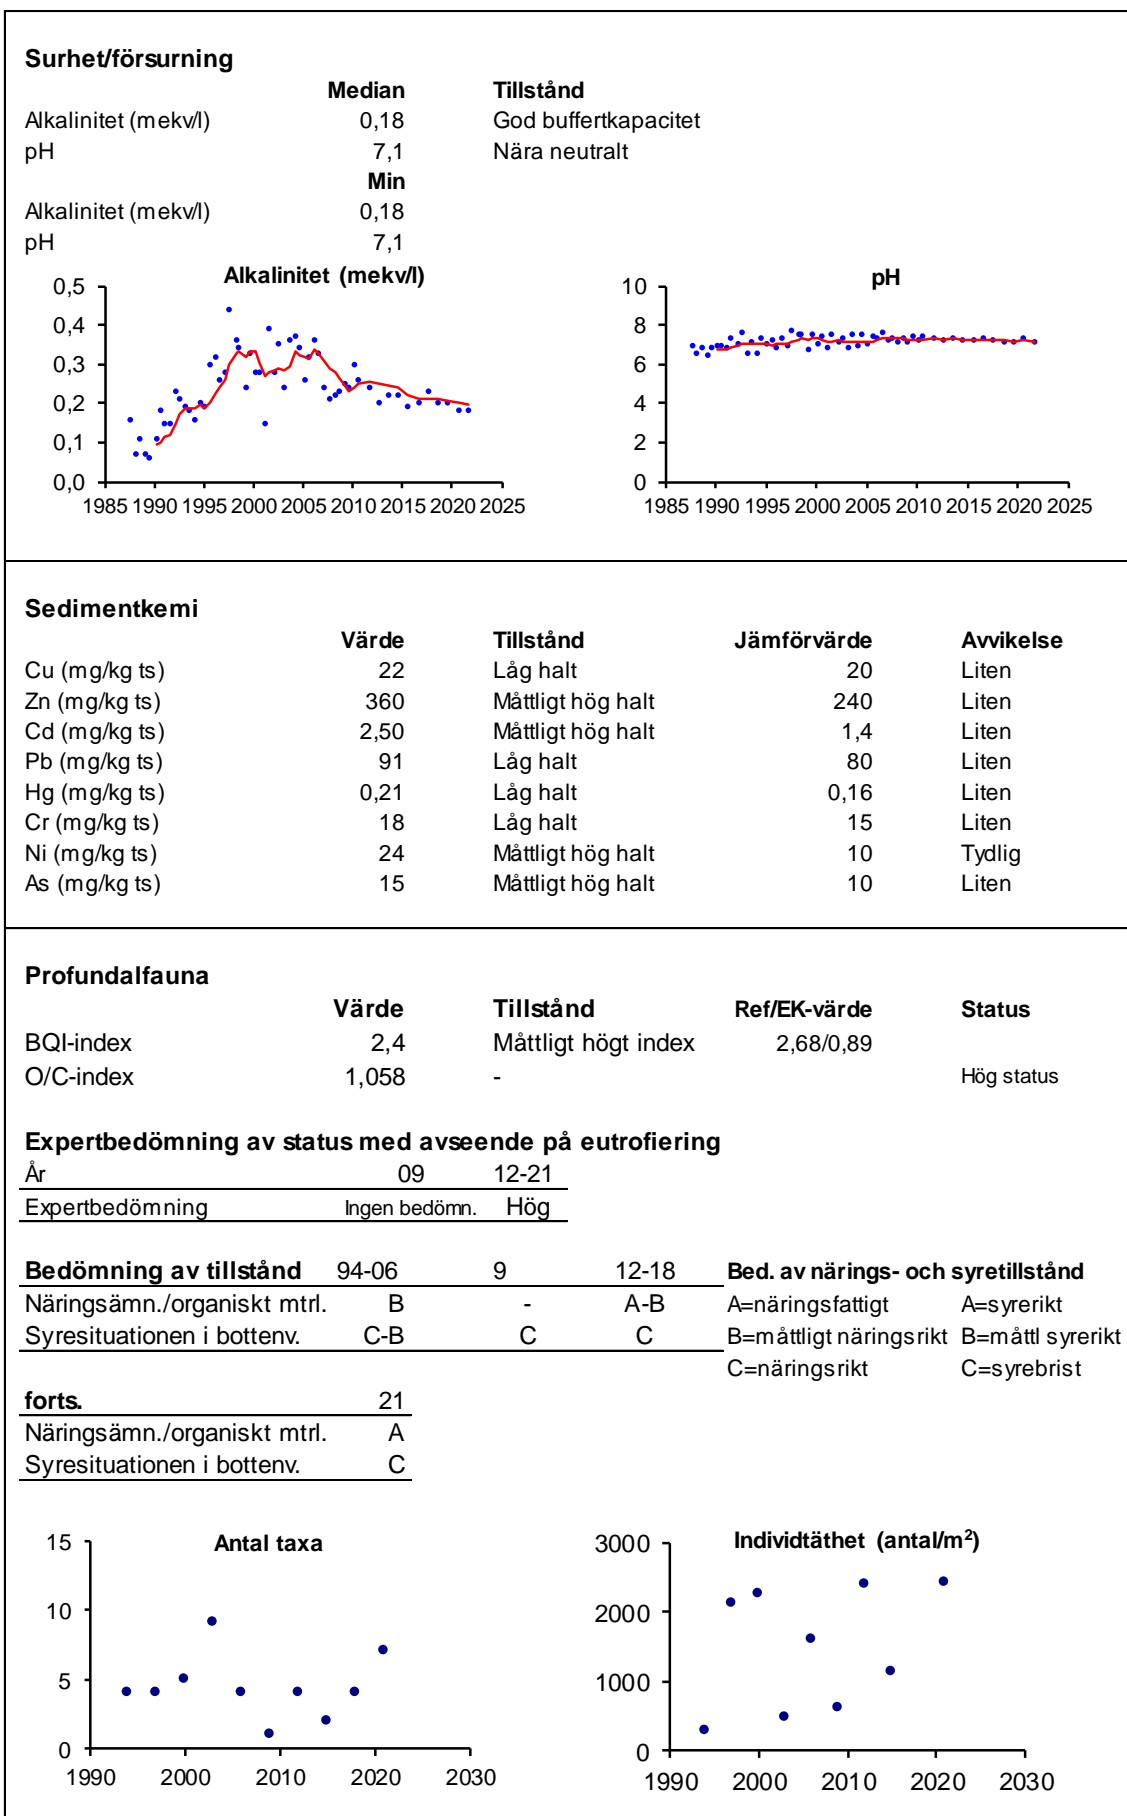 Surhet/försurning
Median Tillstånd
Alkalinitet (mekv/l) 0,18 God buffertkapacitet
pH 7,1 Nära neutralt
Min
Alkalinitet (mekv/l) 0,18
pH 7,1
Alkalinitet (mekv/l)
0,5
0,4
0,3
0,2
0,1
0,0
1985 1990 1995 2000 2005 2010 2015 2020 2025
pH
10
8
6
4
2
0
1985 1990 1995 2000 2005 2010 2015 2020 2025
Sedimentkemi
Värde Tillstånd Jämförvärde Avvikelse
Cu (mg/kg ts) 22 Låg halt 20 Liten
Zn (mg/kg ts) 360 Måttligt hög halt 240 Liten
Cd (mg/kg ts) 2,50 Måttligt hög halt 1,4 Liten
Pb (mg/kg ts) 91 Låg halt 80 Liten
Hg (mg/kg ts) 0,21 Låg halt 0,16 Liten
Cr (mg/kg ts) 18 Låg halt 15 Liten
Ni (mg/kg ts) 24 Måttligt hög halt 10 Tydlig
As (mg/kg ts) 15 Måttligt hög halt 10 Liten
Profundalfauna
Värde Tillstånd Ref/EK-värde Status
BQI-index 2,4 Måttligt högt index 2,68/0,89
O/C-index 1,058 - Hög status
Expertbedömning av status med avseende på eutrofiering
År 09 12-21
Expertbedömning Ingen bedömn. Hög
Bedömning av tillstånd 94-06 9 12-18 Bed. av närings- och syretillstånd
Näringsämn./organiskt mtrl. B - A-B A=näringsfattigt A=syrerikt
Syresituationen i bottenv. C-B C C B=måttligt näringsrikt B=måttl syrerikt
C=näringsrikt C=syrebrist
forts. 21
Näringsämn./organiskt mtrl. A
Syresituationen i bottenv. C
Antal taxa
15
10
5
0
1990 2000 2010 2020 2030
Individtäthet (antal/m²)
3000
2000
1000
0
1990 2000 2010 2020 2030